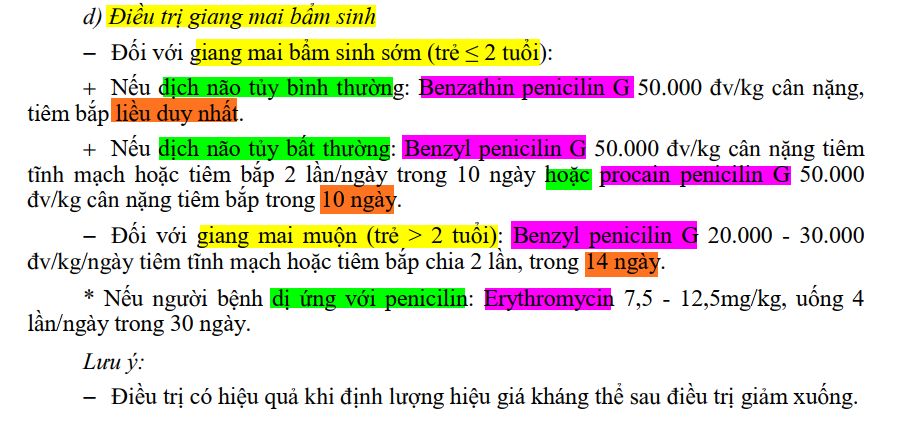 d) Điều trị giang mai bẩm sinh
– Đối với giang mai bẩm sinh sớm (trẻ ≤ 2 tuổi):
+ Nếu dịch não tủy bình thường: Benzathin penicilin G 50.000 đv/kg cân nặng,
tiêm bắp liều duy nhất.
+ Nếu dịch não tủy bất thường: Benzyl penicilin G 50.000 đv/kg cân nặng tiêm
tĩnh mạch hoặc tiêm bắp 2 lần/ngày trong 10 ngày hoặc procain penicilin G 50.000
đv/kg cân nặng tiêm bắp trong 10 ngày.
– Đối với giang mai muộn (trẻ > 2 tuổi): Benzyl penicilin G 20.000 - 30.000
đv/kg/ngày tiêm tĩnh mạch hoặc tiêm bắp chia 2 lần, trong 14 ngày.
* Nếu người bệnh dị ứng với penicilin: Erythromycin 7,5 - 12,5mg/kg, uống 4
lần/ngày trong 30 ngày.
Lưu ý:
– Điều trị có hiệu quả khi định lượng hiệu giá kháng thể sau điều trị giảm xuống.